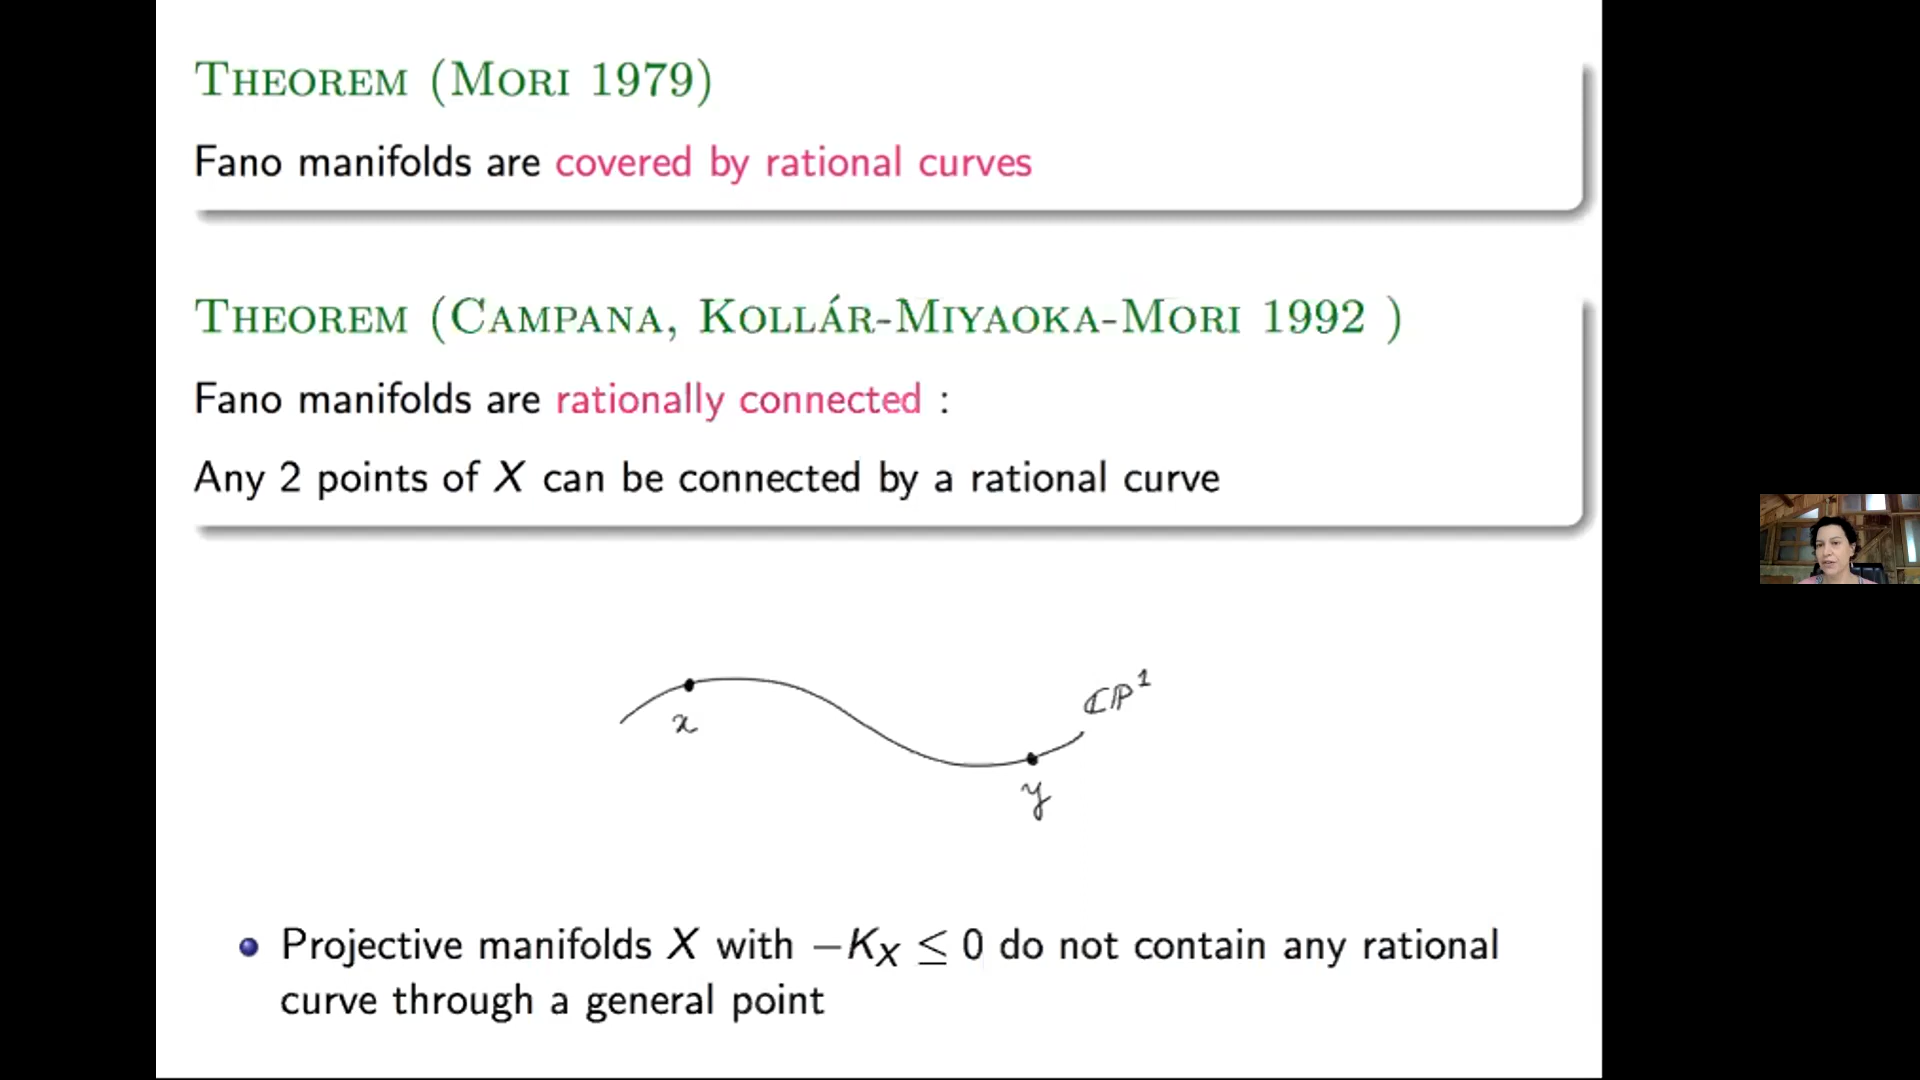 Theorem (Mori 1979)
Fano manifolds are covered by rational curves
Theorem (Campana, Kollár-Miyaoka-Mori 1992 )
Fano manifolds are rationally connected :
Any 2 points of X can be connected by a rational curve
x
ℂℙ¹
y
Projective manifolds X with −K_X ≤ 0 do not contain any rational
curve through a general point